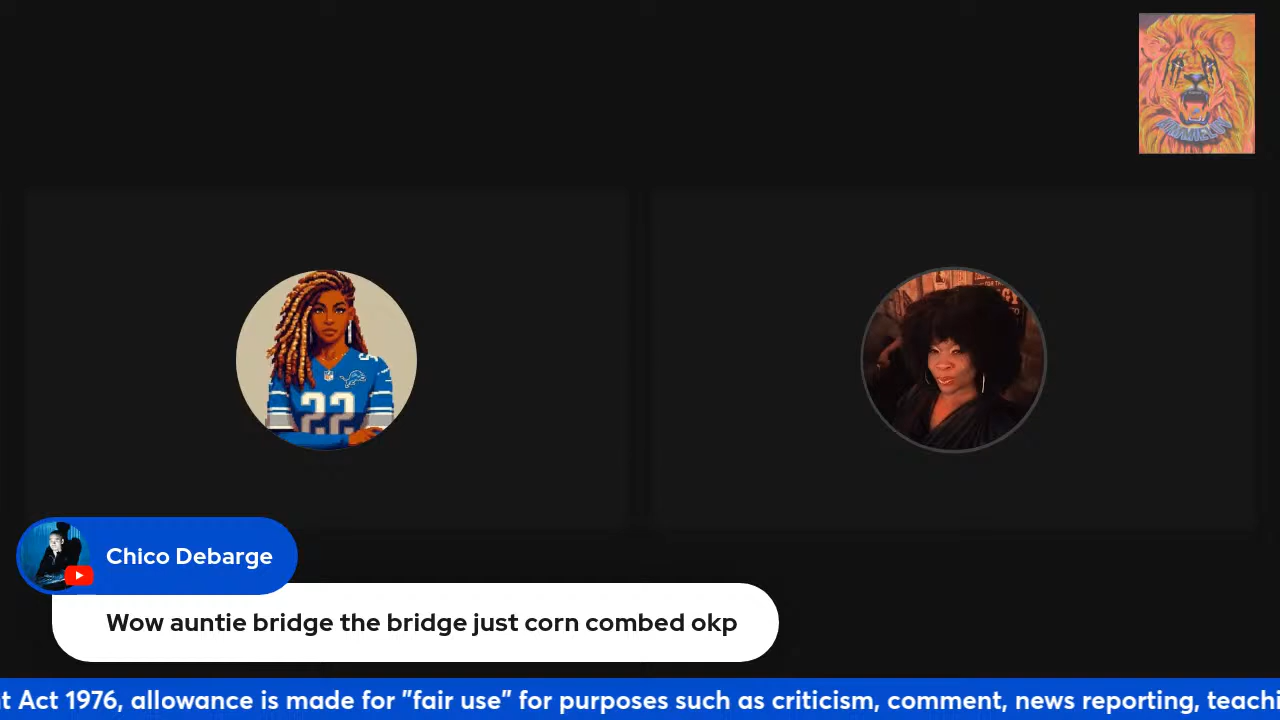 22
Chico Debarge
Wow auntie bridge the bridge just corn combed okp
t Act 1976, allowance is made for "fair use" for purposes such as criticism, comment, news reporting, teachi